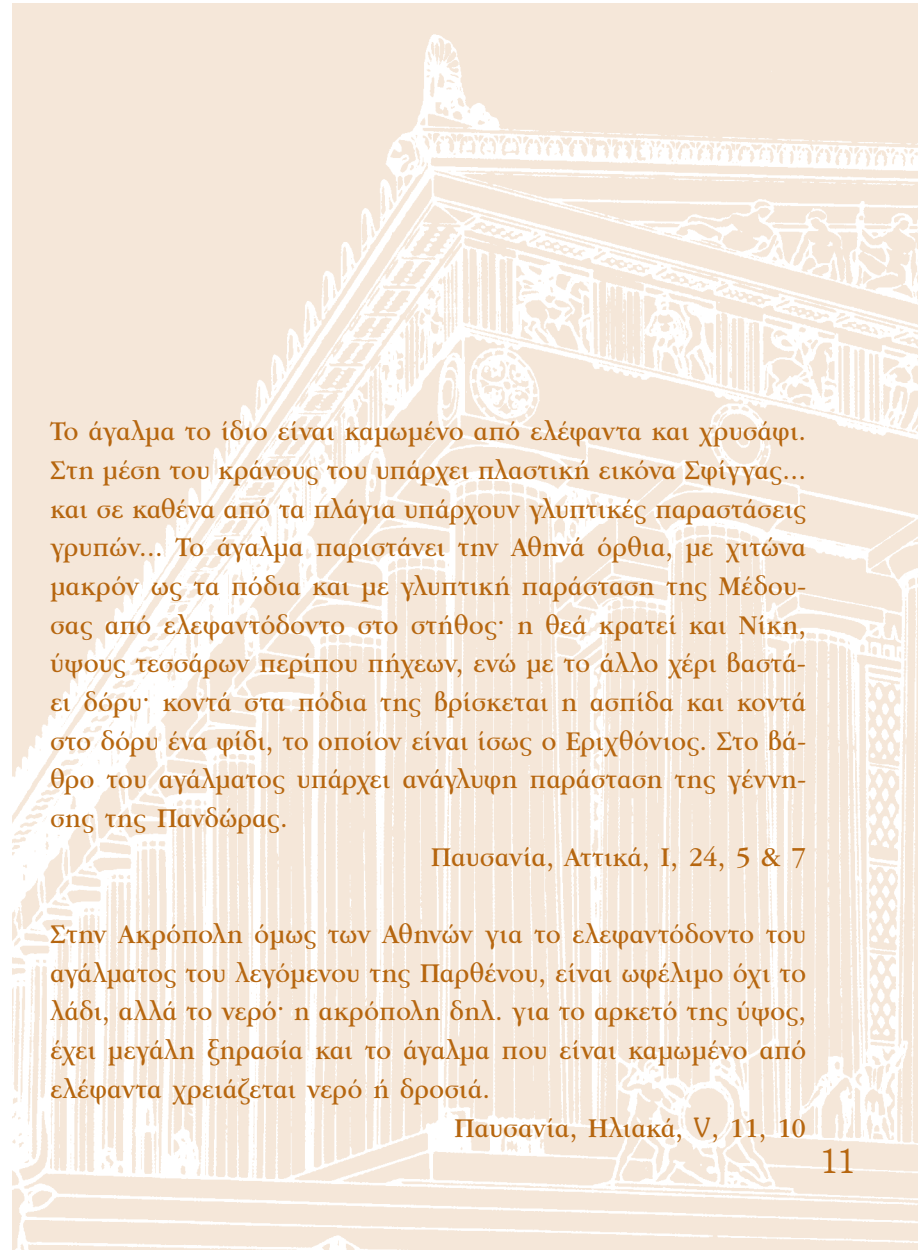 Το άγαλμα το ίδιο είναι καμωμένο από ελέφαντα και χρυσάφι.
Στη μέση του κράνους του υπάρχει πλαστική εικόνα Σφίγγας...
και σε καθένα από τα πλάγια υπάρχουν γλυπτικές παραστάσεις
γρυπών... Το άγαλμα παριστάνει την Αθηνά όρθια, με χιτώνα
μακρόν ως τα πόδια και με γλυπτική παράσταση της Μέδου-
σας από ελεφαντόδοντο στο στήθος· η θεά κρατεί και Νίκη,
ύψους τεσσάρων περίπου πήχεων, ενώ με το άλλο χέρι βαστά-
ει δόρυ· κοντά στα πόδια της βρίσκεται η ασπίδα και κοντά
στο δόρυ ένα φίδι, το οποίον είναι ίσως ο Εριχθόνιος. Στο βά-
θρο του αγάλματος υπάρχει ανάγλυφη παράσταση της γέννη-
σης της Πανδώρας.
Παυσανία, Αττικά, Ι, 24, 5 & 7
Στην Ακρόπολη όμως των Αθηνών για το ελεφαντόδοντο του
αγάλματος του λεγόμενου της Παρθένου, είναι ωφέλιμο όχι το
λάδι, αλλά το νερό· η ακρόπολη δηλ. για το αρκετό της ύψος,
έχει μεγάλη ξηρασία και το άγαλμα που είναι καμωμένο από
ελέφαντα χρειάζεται νερό ή δροσιά.
Παυσανία, Ηλιακά, V, 11, 10
11